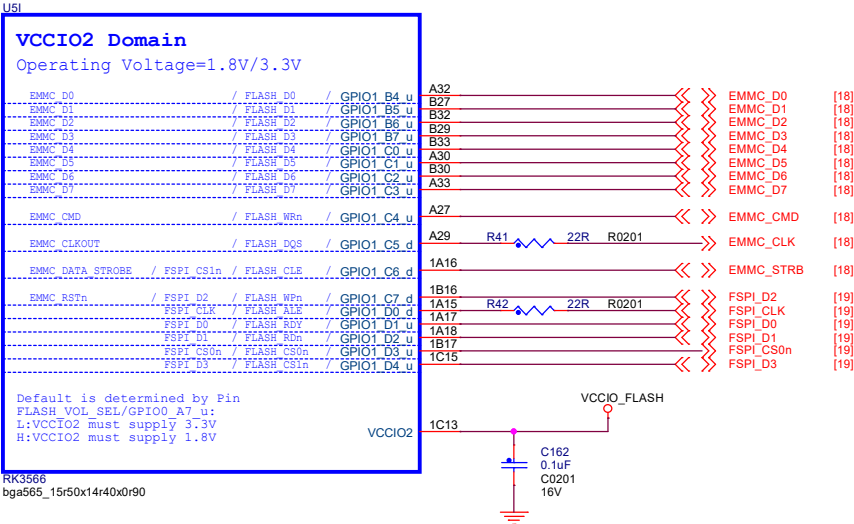 U5I
VCCIO2 Domain
Operating Voltage=1.8V/3.3V
EMMC_D0 / FLASH_D0 / GPIO1_B4_u A32 EMMC_D0 [18]
EMMC_D1 / FLASH_D1 / GPIO1_B5_u B27 EMMC_D1 [18]
EMMC_D2 / FLASH_D2 / GPIO1_B6_u B32 EMMC_D2 [18]
EMMC_D3 / FLASH_D3 / GPIO1_B7_u B29 EMMC_D3 [18]
EMMC_D4 / FLASH_D4 / GPIO1_C0_u B33 EMMC_D4 [18]
EMMC_D5 / FLASH_D5 / GPIO1_C1_u A30 EMMC_D5 [18]
EMMC_D6 / FLASH_D6 / GPIO1_C2_u B30 EMMC_D6 [18]
EMMC_D7 / FLASH_D7 / GPIO1_C3_u A33 EMMC_D7 [18]
EMMC_CMD / FLASH_WRn / GPIO1_C4_u A27 EMMC_CMD [18]
EMMC_CLKOUT / FLASH_DQS / GPIO1_C5_d A29 R41 22R R0201 EMMC_CLK [18]
EMMC_DATA_STROBE / FSPI_CS1n / FLASH_CLE / GPIO1_C6_d 1A16 EMMC_STRB [18]
EMMC_RSTn / FSPI_D2 / FLASH_WPn / GPIO1_C7_d 1B16 FSPI_D2 [19]
FSPI_CLK / FLASH_ALE / GPIO1_D0_d 1A15 R42 22R R0201 FSPI_CLK [19]
FSPI_D0 / FLASH_RDY / GPIO1_D1_u 1A17 FSPI_D0 [19]
FSPI_D1 / FLASH_RDn / GPIO1_D2_u 1A18 FSPI_D1 [19]
FSPI_CS0n / FLASH_CS0n / GPIO1_D3_u 1B17 FSPI_CS0n [19]
FSPI_D3 / FLASH_CS1n / GPIO1_D4_u 1C15 FSPI_D3 [19]
Default is determined by Pin
FLASH_VOL_SEL/GPIO0_A7_u:
L:VCCIO2 must supply 3.3V
H:VCCIO2 must supply 1.8V
VCCIO2 1C13
VCCIO_FLASH
C162
0.1uF
C0201
16V
RK3566
bga565_15r50x14r40x0r90